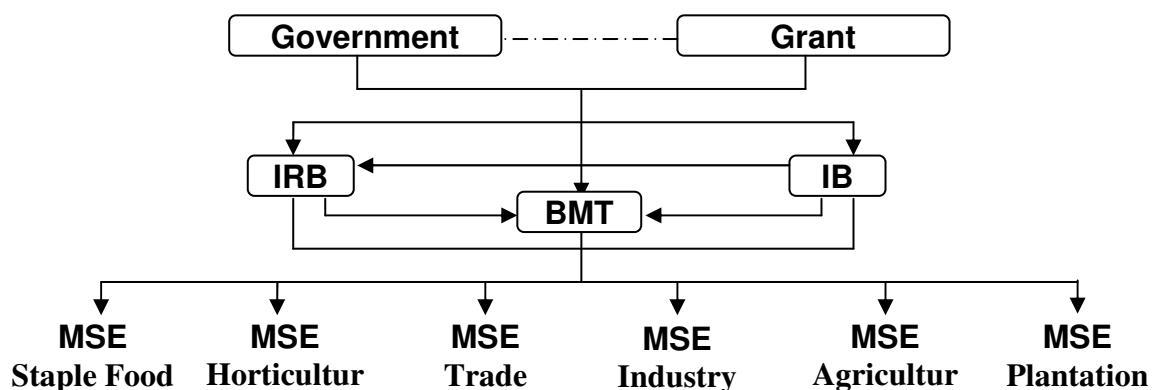 Government
Grant
IRB
IB
BMT
MSE
MSE
MSE
MSE
MSE
MSE
Staple Food
Horticultur
Trade
Industry
Agricultur
Plantation